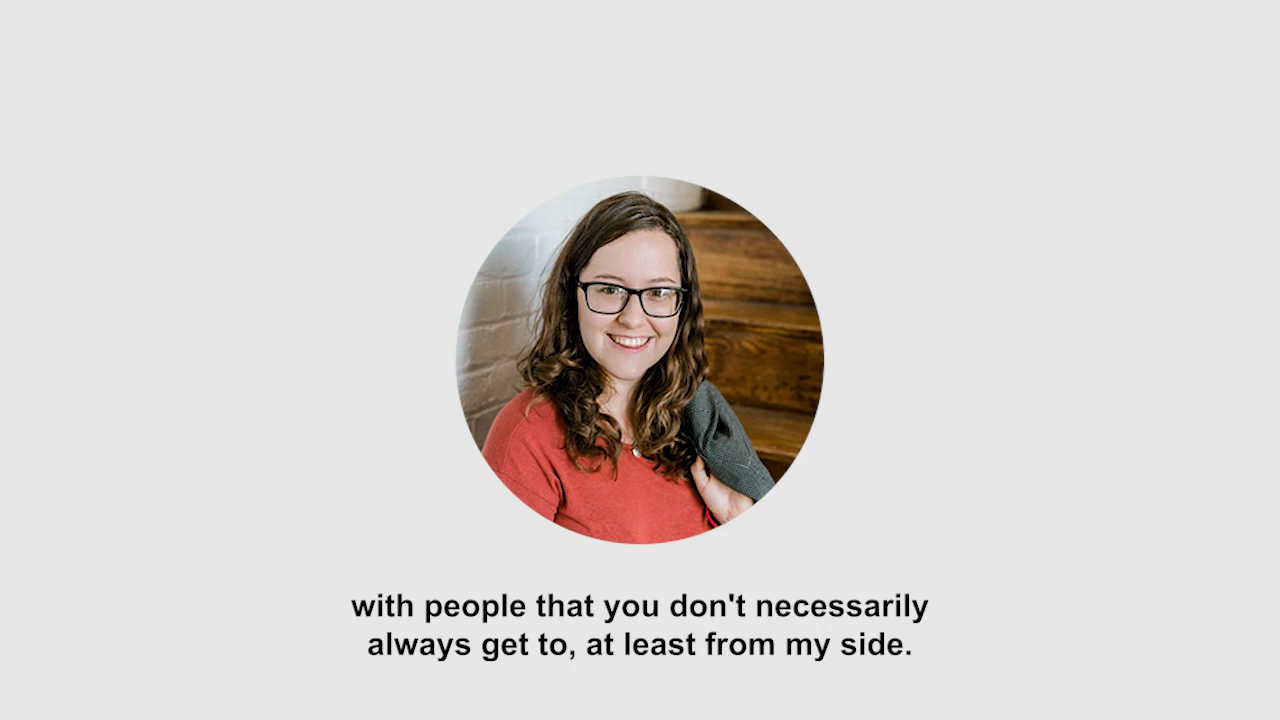 with people that you don't necessarily
always get to, at least from my side.